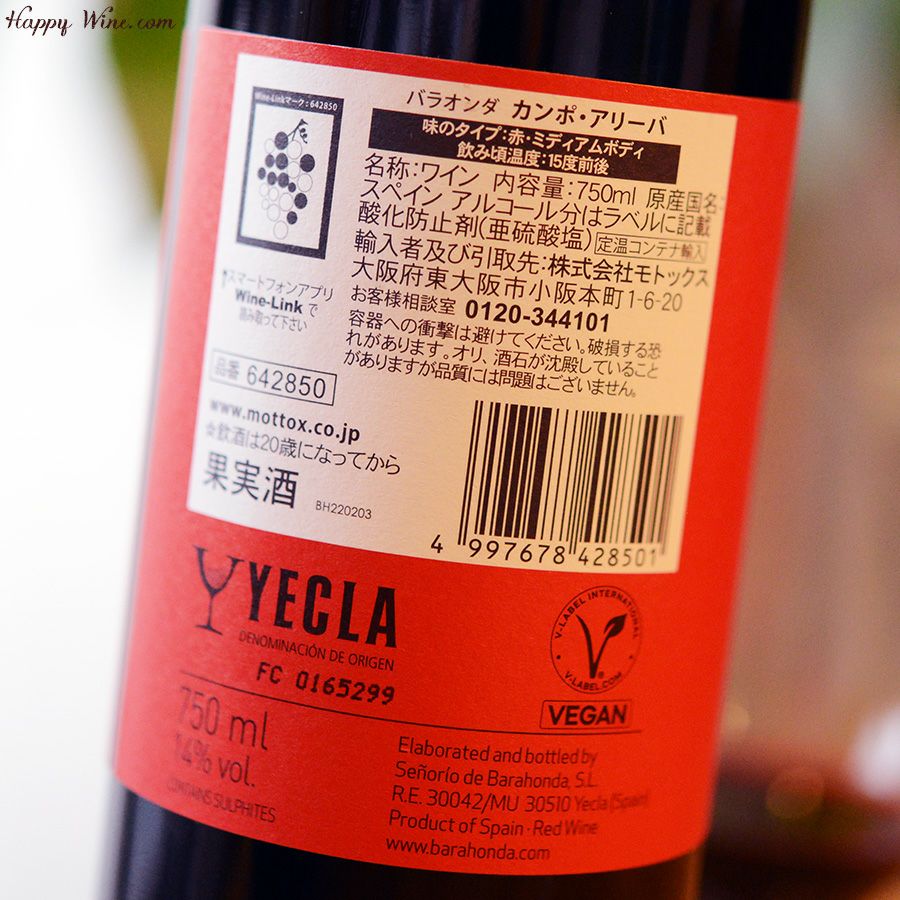 Happy Wine.com
Wine-Linkマーク:642850
スマートフォンアプリ
Wine-Link で
読み取って下さい
品番 642850
www.mottox.co.jp
☆飲酒は20歳になってから
果実酒
BH220203
バラオンダ カンポ・アリーバ
味のタイプ:赤・ミディアムボディ
飲み頃温度:15度前後
名称:ワイン 内容量:750ml 原産国名:
スペイン アルコール分はラベルに記載
酸化防止剤(亜硫酸塩) 定温コンテナ輸入
輸入者及び引取先:株式会社モトックス
大阪府東大阪市小阪本町1-6-20
お客様相談室 0120-344101
容器への衝撃は避けてください。破損する恐
れがあります。オリ、酒石が沈殿していること
がありますが品質には問題はございません。
4 997678 428501
YECLA
DENOMINACIÓN DE ORIGEN
FC 0165299
750 ml
14% vol.
CONTAINS SULPHITES
V-LABEL INTERNATIONAL
V-LABEL.COM
VEGAN
Elaborated and bottled by
Señorío de Barahonda, S.L.
R.E. 30042/MU 30510 Yecla (Spain)
Product of Spain · Red Wine
www.barahonda.com